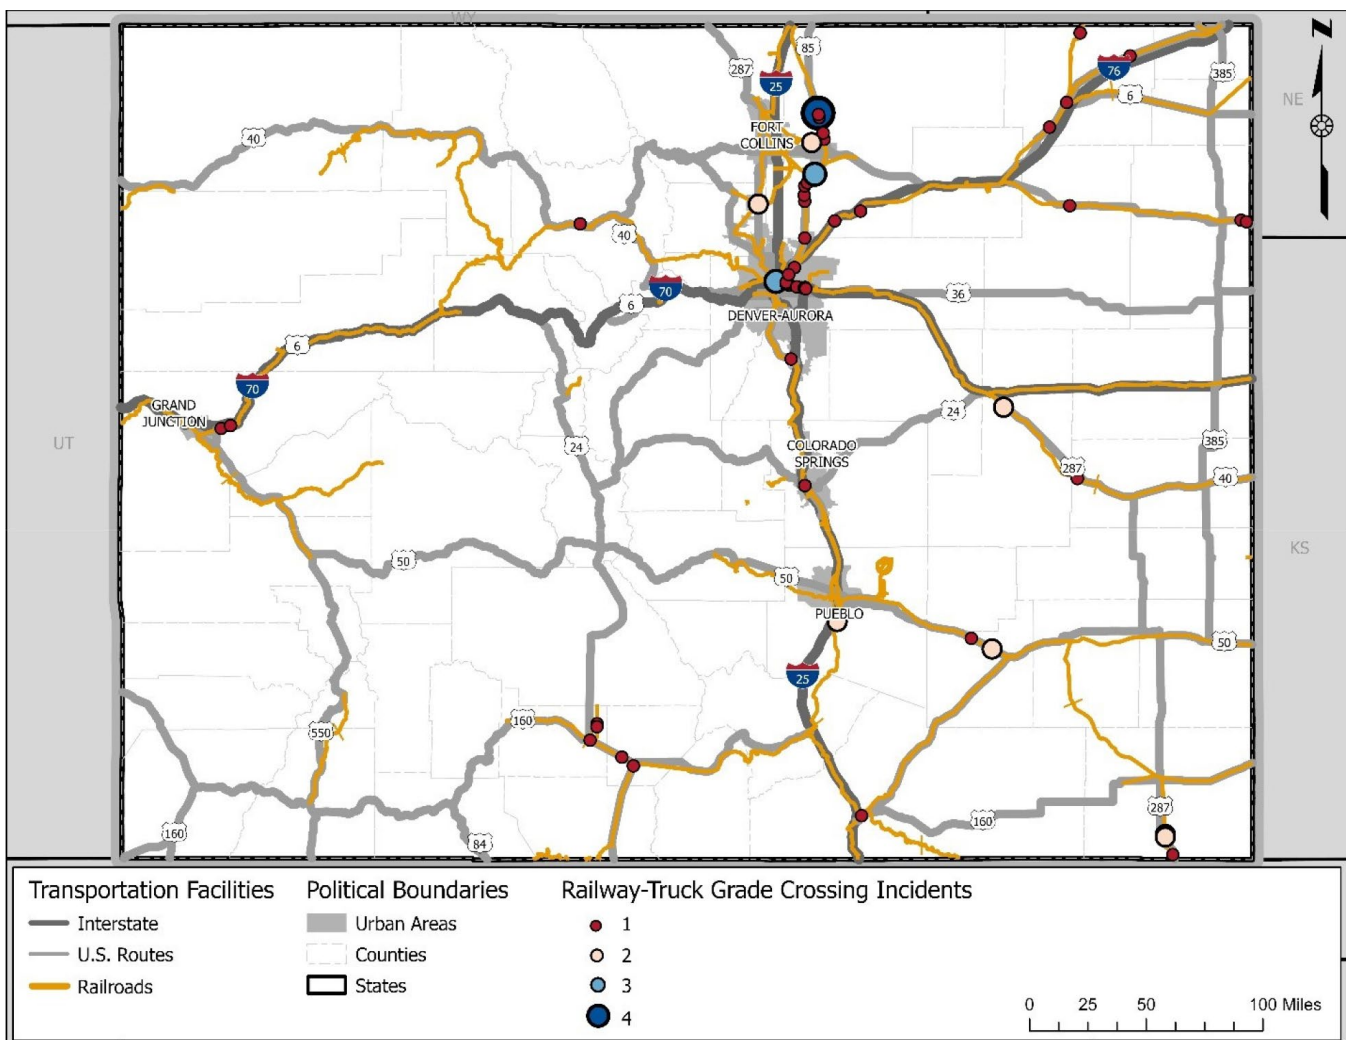 WY
85
287
25
76
385
6
NE
N
FORT
COLLINS
40
40
70
6
36
DENVER-AURORA
6
70
GRAND
JUNCTION
UT
24
24
COLORADO
SPRINGS
385
287
40
50
50
KS
PUEBLO
50
25
160
550
287
160
160
84
Transportation Facilities
Interstate
U.S. Routes
Railroads
Political Boundaries
Urban Areas
Counties
States
Railway-Truck Grade Crossing Incidents
1
2
3
4
0 25 50 100 Miles